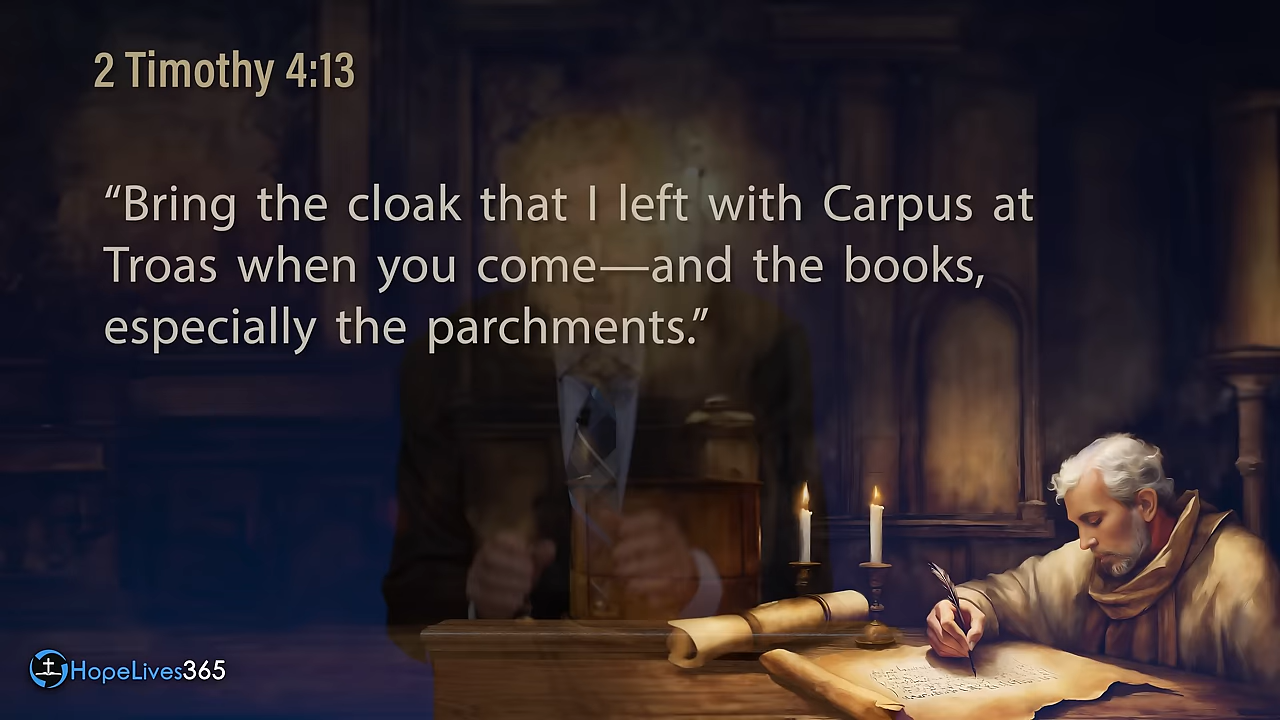 2 Timothy 4:13
“Bring the cloak that I left with Carpus at
Troas when you come—and the books,
especially the parchments.”
HopeLives365